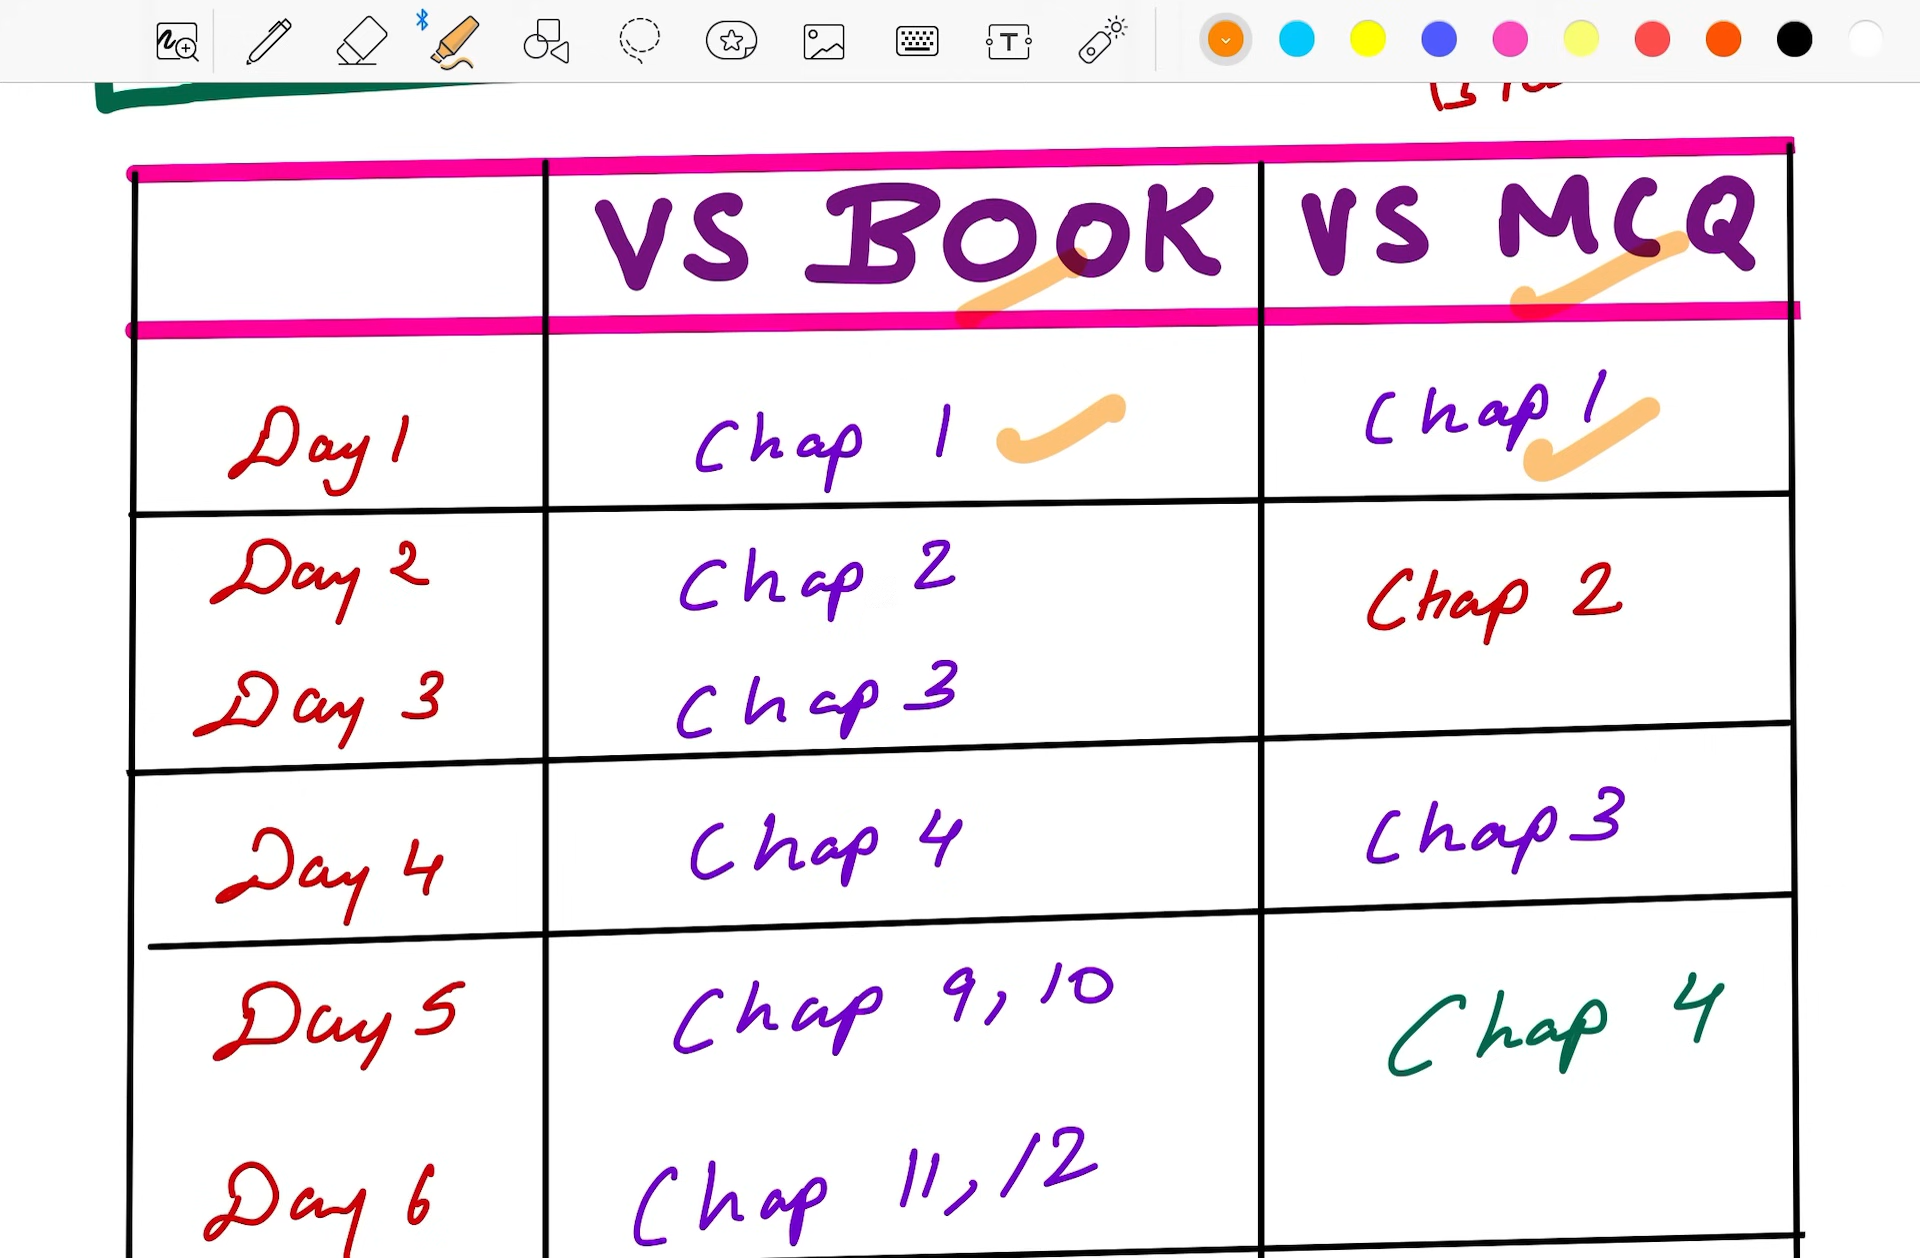 VS BOOK VS MCQ
Day 1 Chap 1 Chap 1
Day 2 Chap 2 Chap 2
Day 3 Chap 3
Day 4 Chap 4 Chap 3
Day 5 Chap 9, 10 Chap 4
Day 6 Chap 11, 12